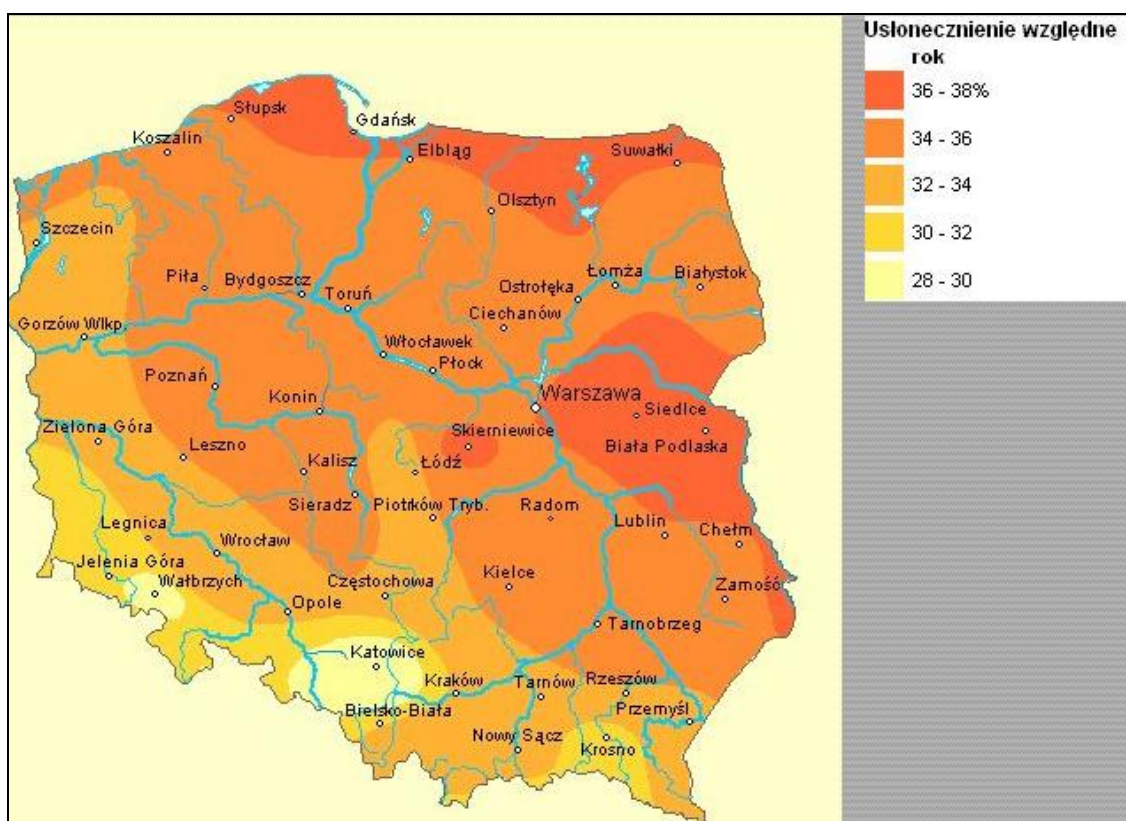 Usłonecznienie względne
rok
36 - 38%
34 - 36
32 - 34
30 - 32
28 - 30
Słupsk
Gdańsk
Koszalin
Elbląg
Suwałki
Olsztyn
Szczecin
Piła
Bydgoszcz
Toruń
Łomża
Białystok
Ostrołęka
Ciechanów
Gorzów Wlkp.
Włocławek
Płock
Poznań
Konin
Warszawa
Siedlce
Skierniewice
Biała Podlaska
Zielona Góra
Leszno
Kalisz
Łódź
Sieradz
Piotrków Tryb.
Radom
Lublin
Chełm
Legnica
Wrocław
Jelenia Góra
Wałbrzych
Częstochowa
Kielce
Zamość
Opole
Tarnobrzeg
Katowice
Kraków
Tarnów
Rzeszów
Bielsko-Biała
Przemyśl
Nowy Sącz
Krosno